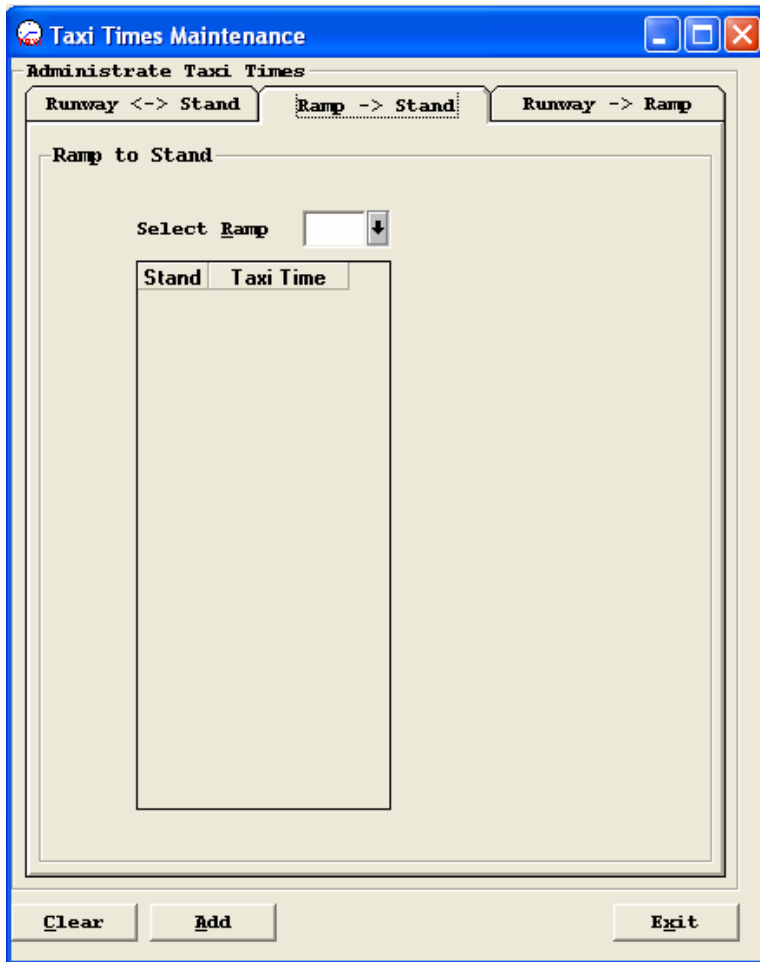 Taxi Times Maintenance
Administrate Taxi Times
Runway <-> Stand Ramp -> Stand Runway -> Ramp
Ramp to Stand
Select Ramp
Stand Taxi Time
Clear Add Exit